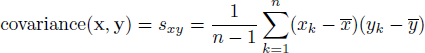 covariance(x, y) = s_{xy} = \frac{1}{n-1} \sum_{k=1}^{n} (x_k - \overline{x})(y_k - \overline{y})